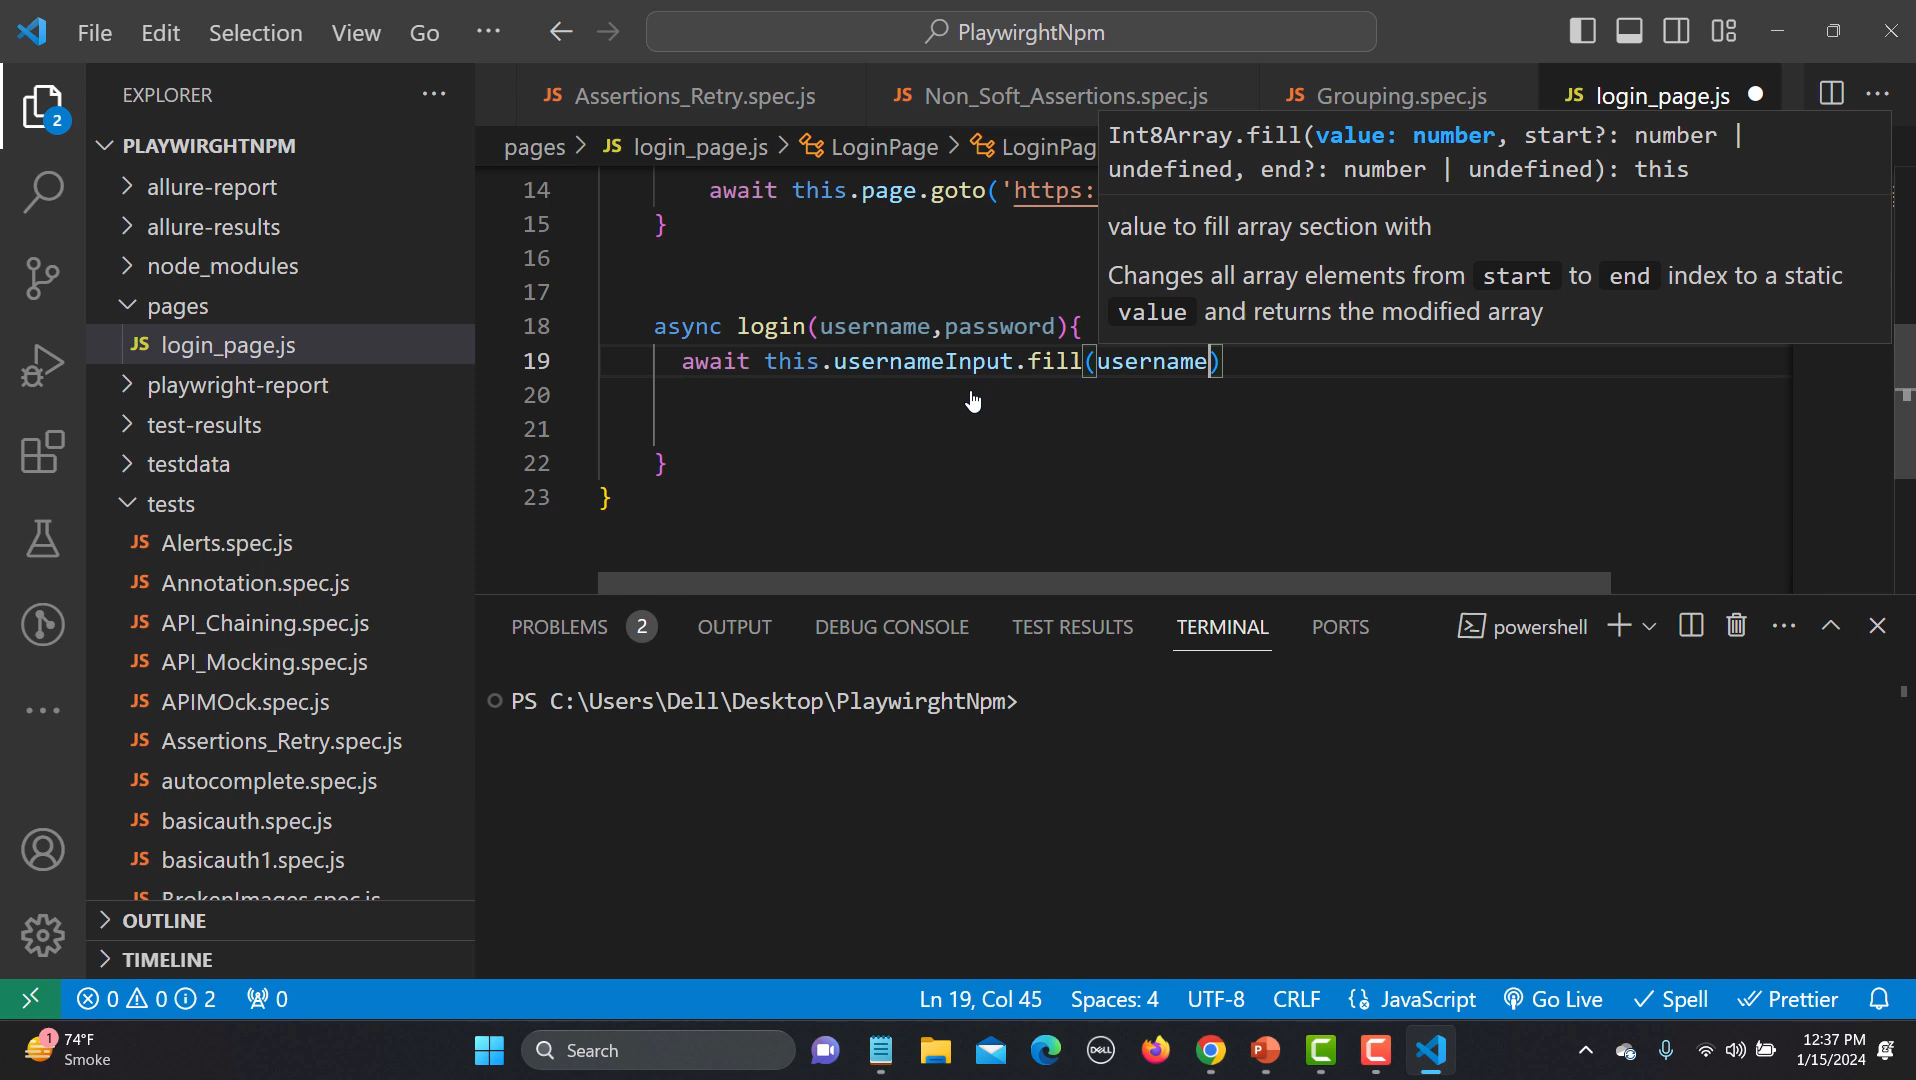 File Edit Selection View Go ··· PlaywirghtNpm
EXPLORER ···
2
PLAYWIRGHTNPM
allure-report
allure-results
node_modules
pages
JS login_page.js
playwright-report
test-results
testdata
tests
JS Alerts.spec.js
JS Annotation.spec.js
JS API_Chaining.spec.js
JS API_Mocking.spec.js
JS APIMOck.spec.js
JS Assertions_Retry.spec.js
JS autocomplete.spec.js
JS basicauth.spec.js
JS basicauth1.spec.js
JS BrokenImages.spec.js
OUTLINE
TIMELINE
JS Assertions_Retry.spec.js JS Non_Soft_Assertions.spec.js JS Grouping.spec.js JS login_page.js
pages > JS login_page.js > LoginPage > LoginPag
Int8Array.fill(value: number, start?: number |
undefined, end?: number | undefined): this
value to fill array section with
Changes all array elements from start to end index to a static
value and returns the modified array
14 await this.page.goto('https:
15 }
16
17
18 async login(username,password){
19 await this.usernameInput.fill(username)
20
21
22 }
23 }
PROBLEMS 2 OUTPUT DEBUG CONSOLE TEST RESULTS TERMINAL PORTS powershell
PS C:\Users\Dell\Desktop\PlaywirghtNpm>
0 0 2 0 Ln 19, Col 45 Spaces: 4 UTF-8 CRLF {} JavaScript Go Live Spell Prettier
1 74°F
Smoke
Search
DELL
12:37 PM
1/15/2024